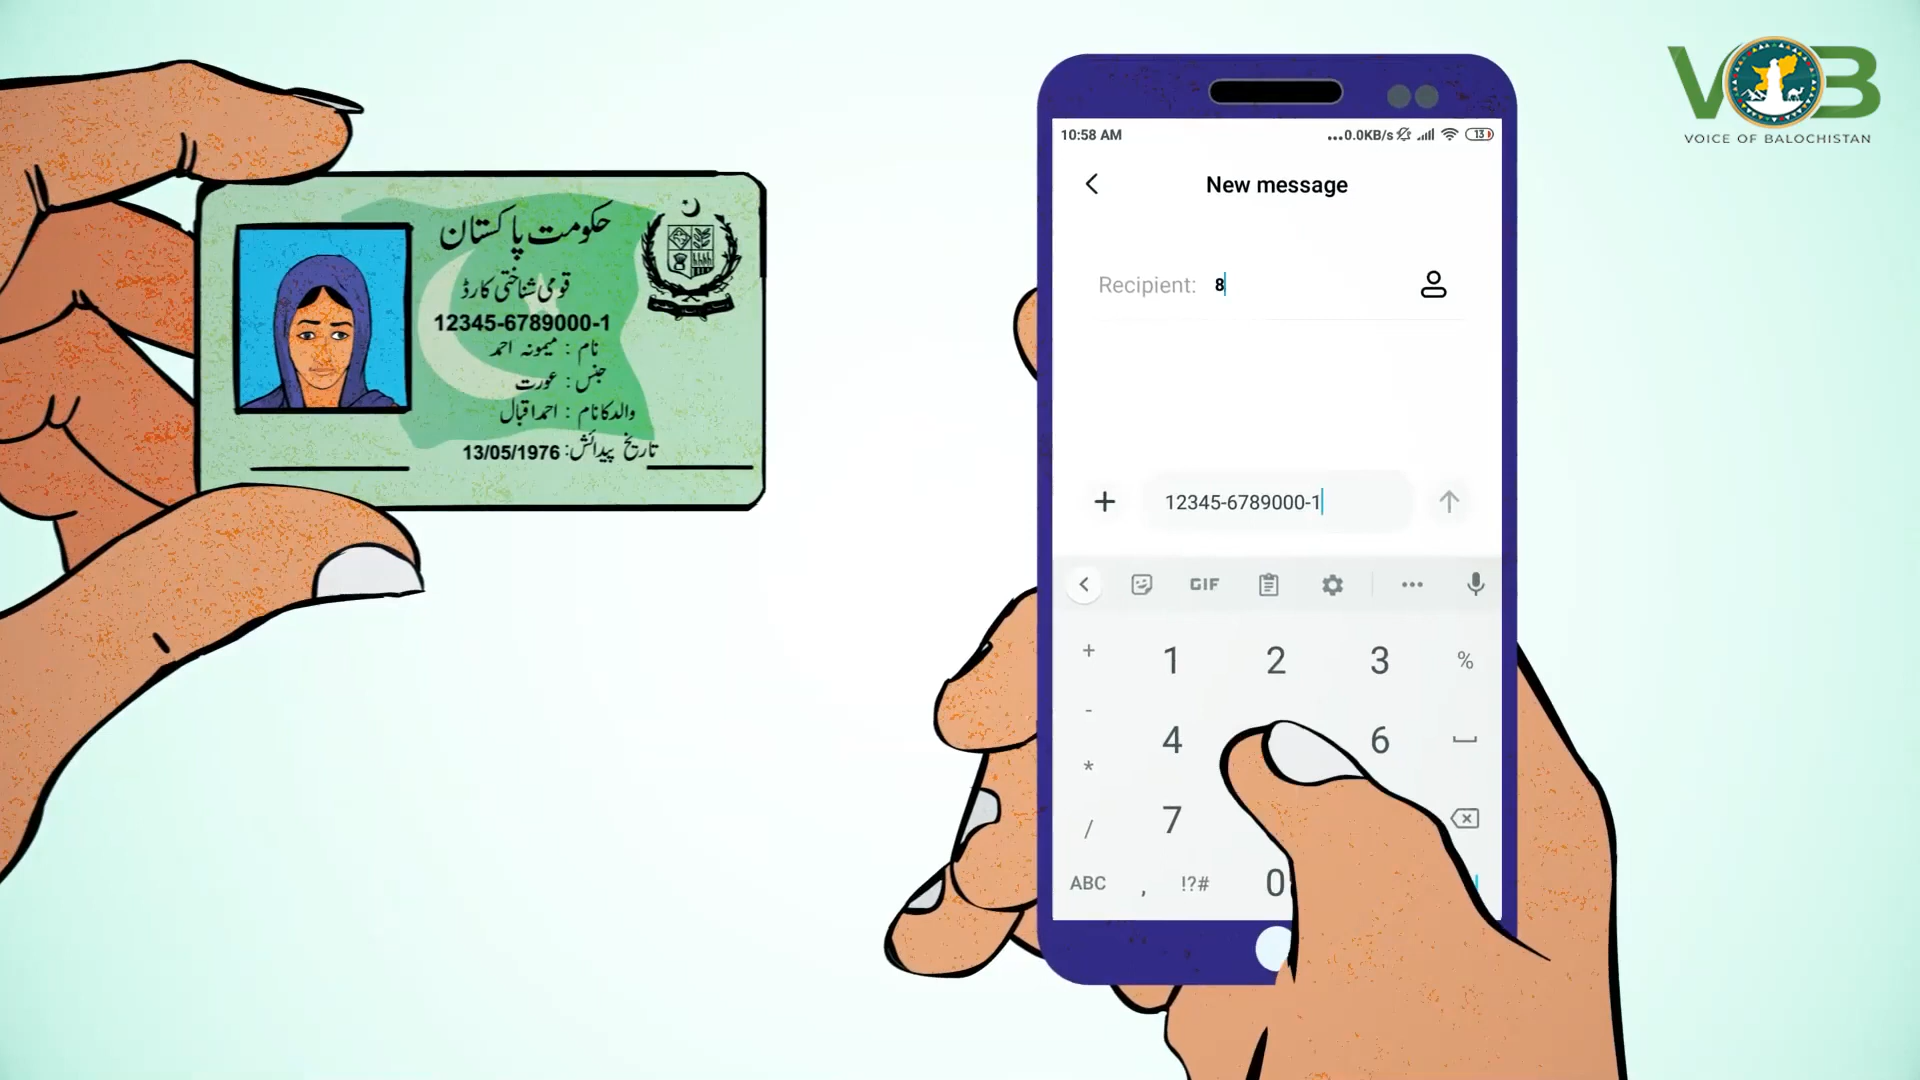 حکومت پاکستان
قومی شناختی کارڈ
12345-6789000-1
نام : میمونہ احمد
جنس : عورت
والد کا نام : احمد اقبال
تاریخ پیدائش: 13/05/1976
10:58 AM
...0.0KB/s
13
New message
Recipient: 8
12345-6789000-1
GIF
+ 1 2 3 %
- 4 6
*
/ 7
ABC , !?# 0
VOB
VOICE OF BALOCHISTAN